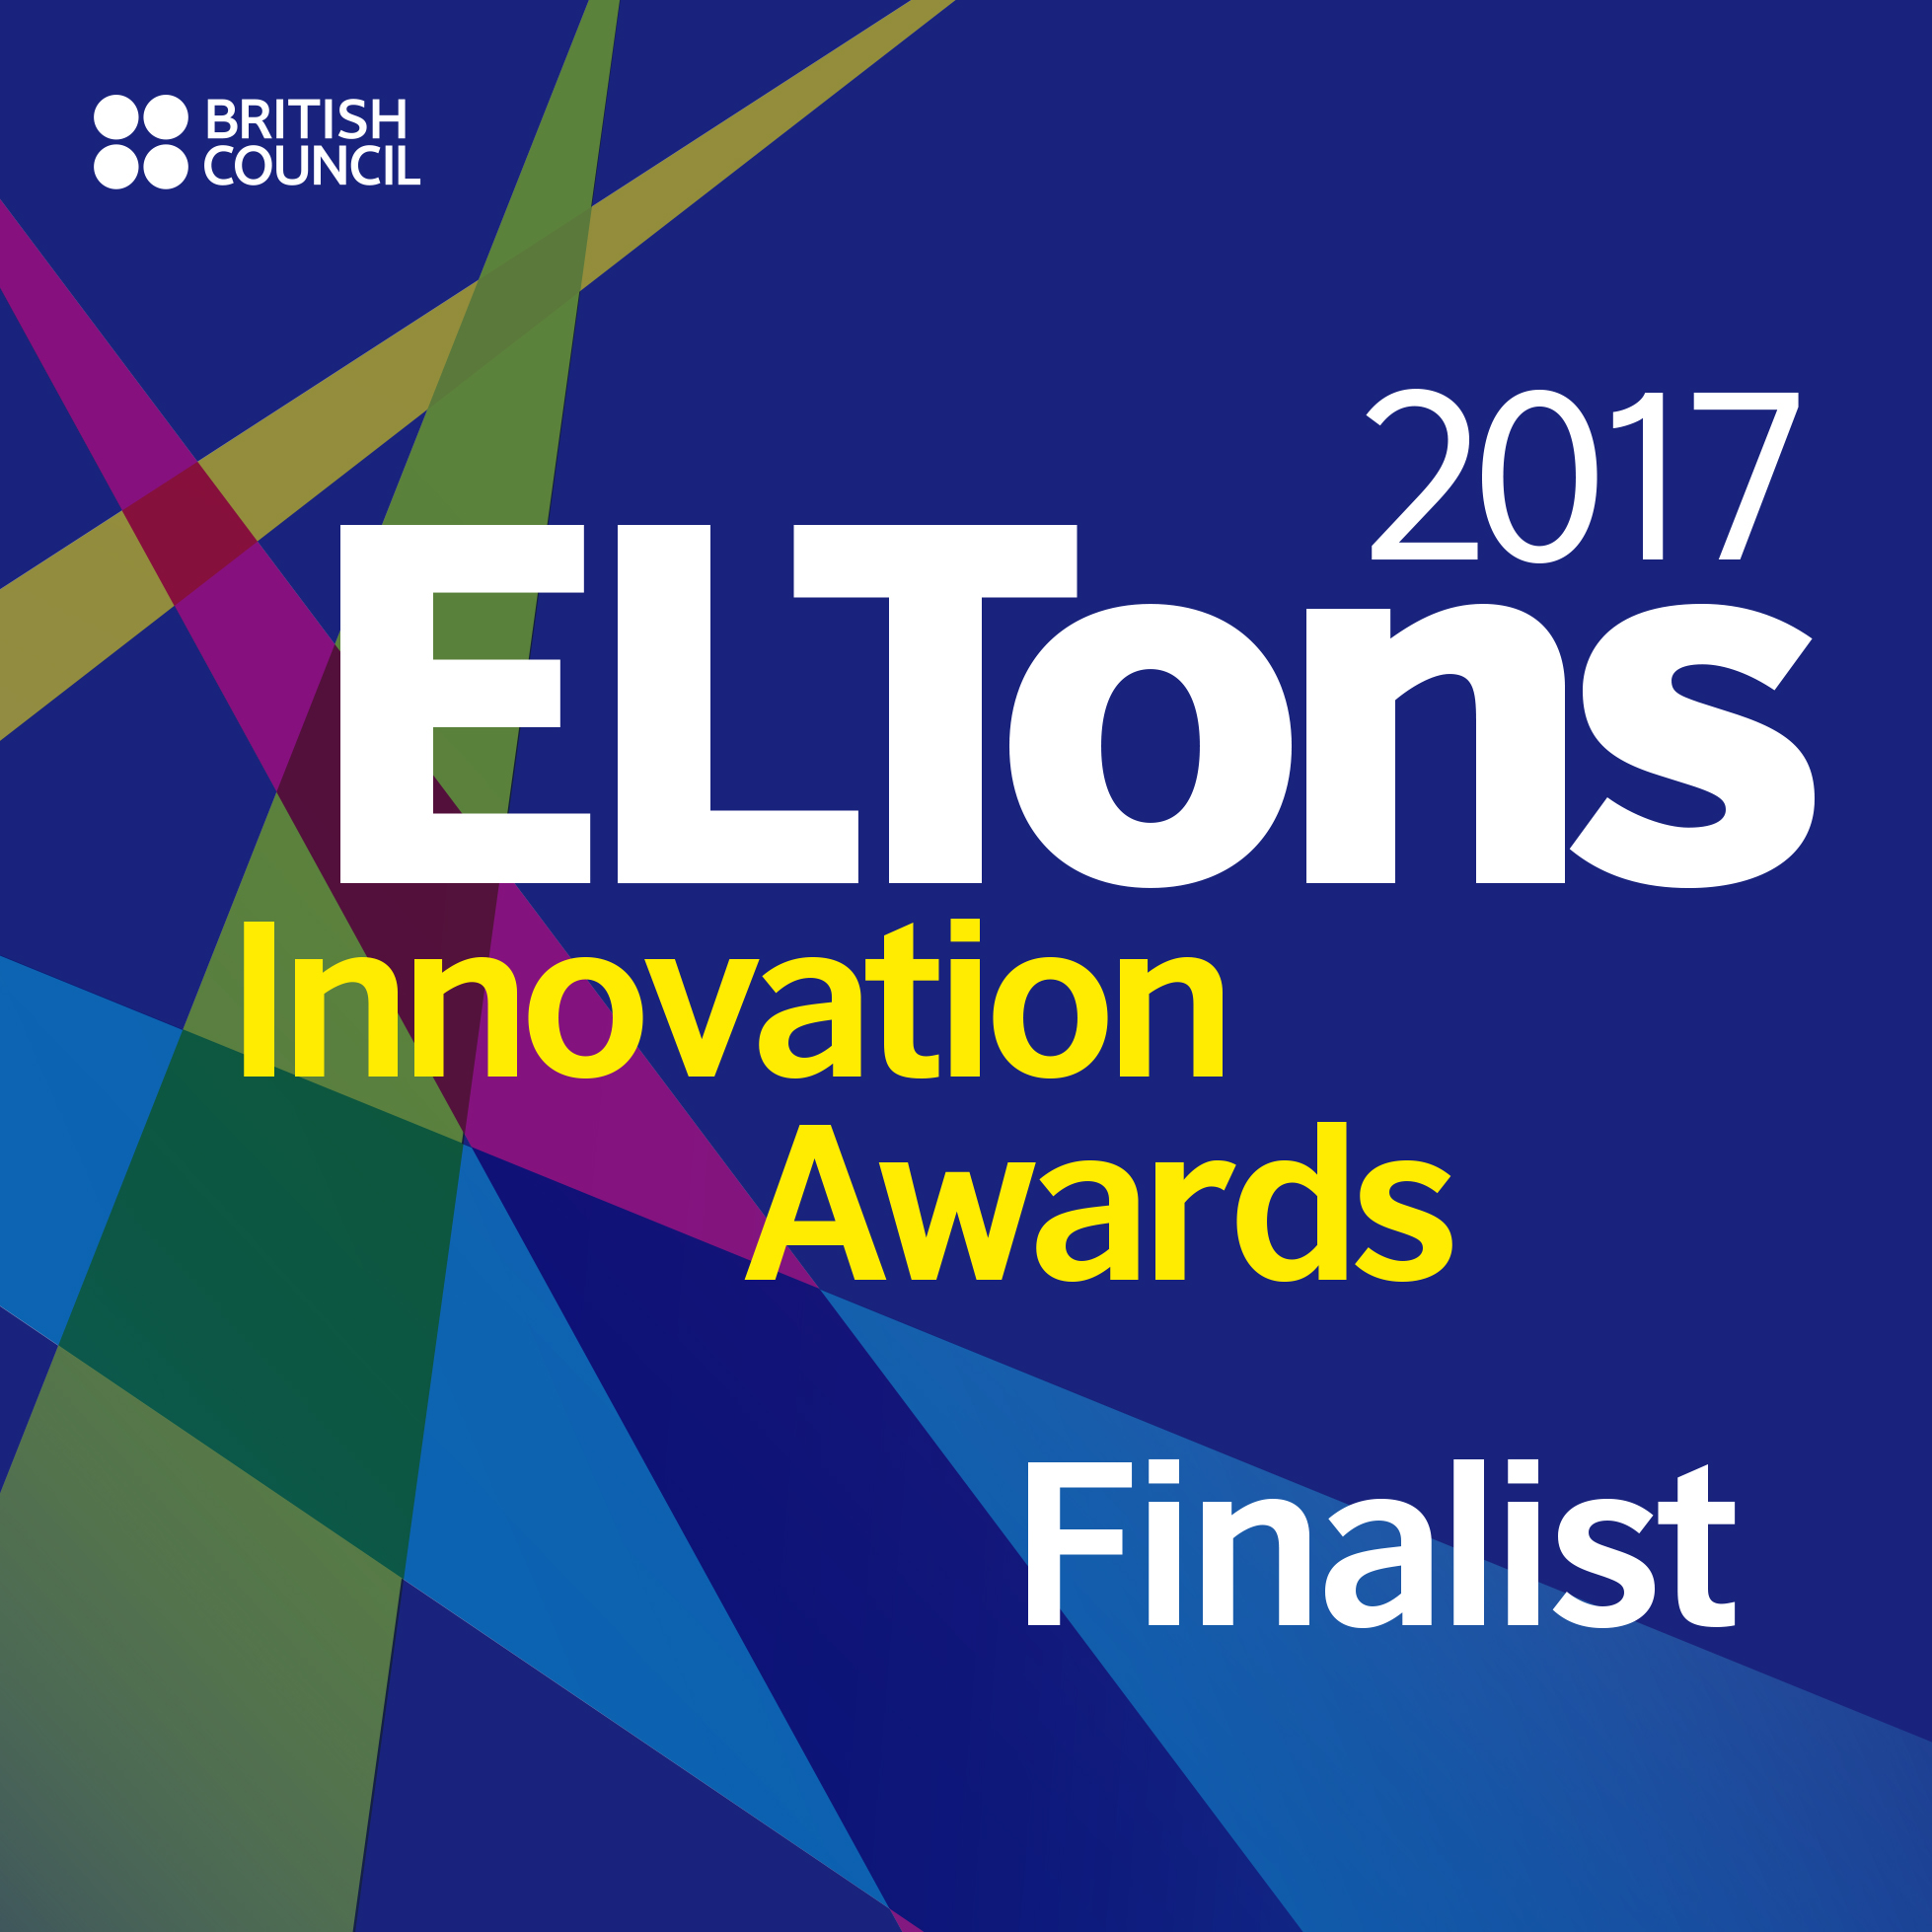 BRITISH
COUNCIL
2017
ELTons
Innovation
Awards
Finalist